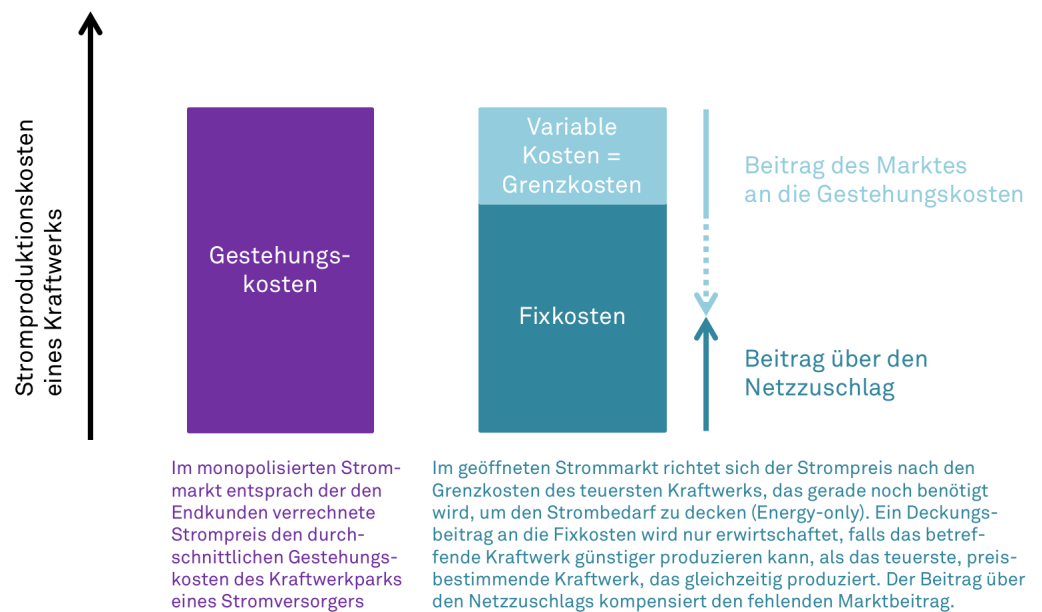 Stromproduktionskosten
eines Kraftwerks
Gestehungs-
kosten
Variable
Kosten =
Grenzkosten
Fixkosten
Beitrag des Marktes
an die Gestehungskosten
Beitrag über den
Netzzuschlag
Im monopolisierten Strom-
markt entsprach der den
Endkunden verrechnete
Strompreis den durch-
schnittlichen Gestehungs-
kosten des Kraftwerkparks
eines Stromversorgers
Im geöffneten Strommarkt richtet sich der Strompreis nach den
Grenzkosten des teuersten Kraftwerks, das gerade noch benötigt
wird, um den Strombedarf zu decken (Energy-only). Ein Deckungs-
beitrag an die Fixkosten wird nur erwirtschaftet, falls das betref-
fende Kraftwerk günstiger produzieren kann, als das teuerste, preis-
bestimmende Kraftwerk, das gleichzeitig produziert. Der Beitrag über
den Netzzuschlags kompensiert den fehlenden Marktbeitrag.